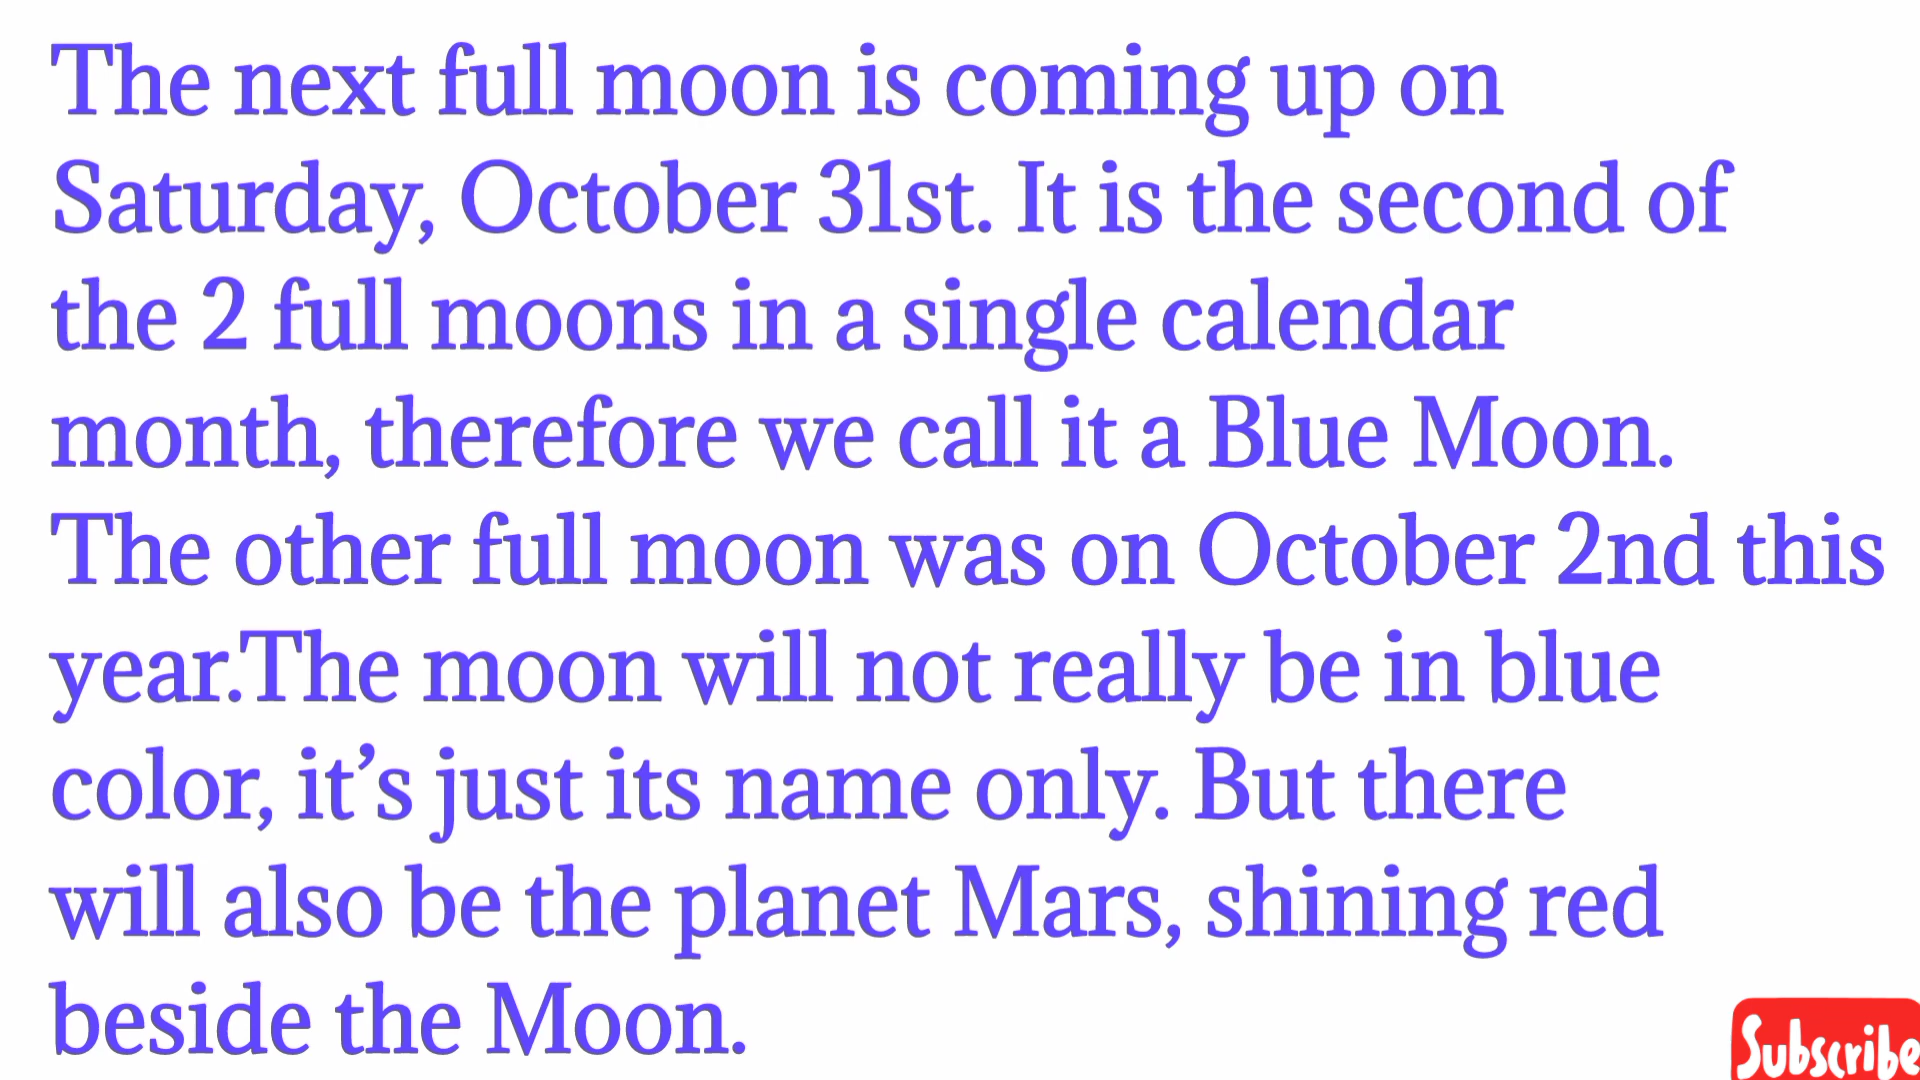 The next full moon is coming up on
Saturday, October 31st. It is the second of
the 2 full moons in a single calendar
month, therefore we call it a Blue Moon.
The other full moon was on October 2nd this
year.The moon will not really be in blue
color, it’s just its name only. But there
will also be the planet Mars, shining red
beside the Moon.
Subscribe